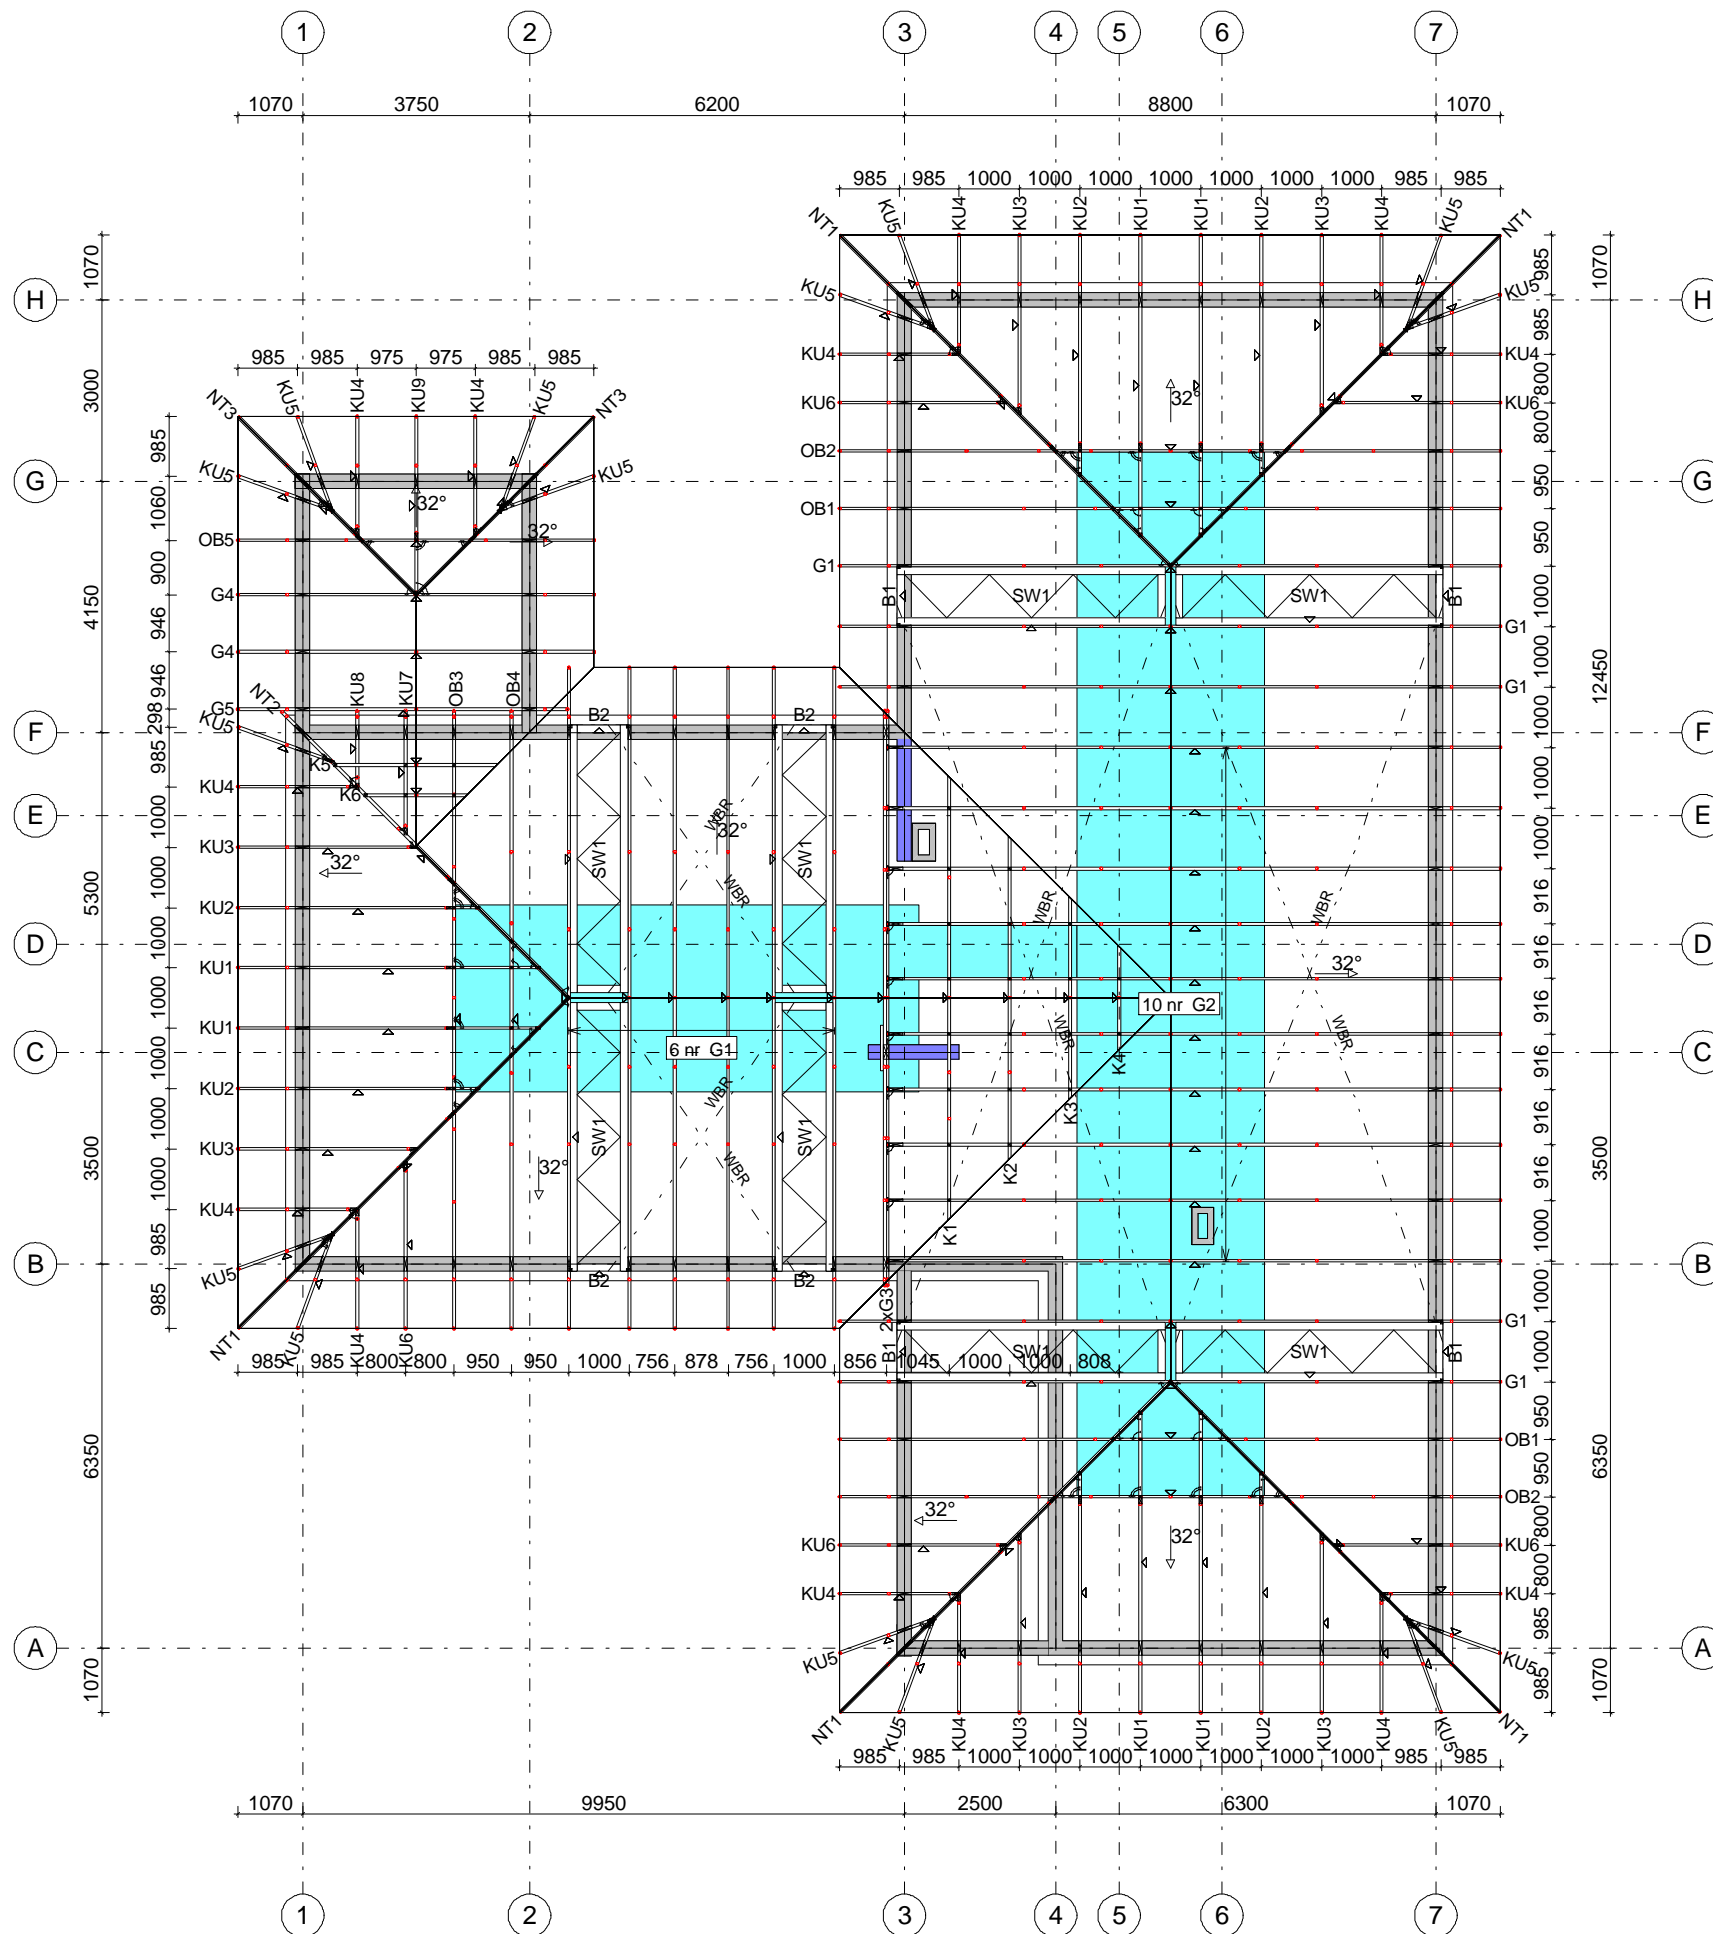 1 2 3 4 5 6 7
1070 3750 6200 8800 1070
985 985 1000 1000 1000 1000 1000 1000 1000 985 985
NT1 KU5 KU4 KU3 KU2 KU1 KU1 KU2 KU3 KU4 KU5 NT1
1070 3000 4150 5300 3500 6350 1070
H G F E D C B A
985 985 975 975 985 985
NT3 KU5 KU4 KU9 KU4 KU5 NT3
KU5 KU5
32° 32°
985 1060 900 946 946 298 985 1000 1000 1000 1000 1000 1000 1000 985 985
OB5
G4
G4
G5
KU8 KU7 OB3 OB4
NT2
KU5
K5
KU4
K6
KU3
32°
KU2
KU1
KU1
KU2
KU3
KU4
KU5
NT1
KU5 KU4 KU6
985 985 800 800 950 950 1000 756 878 756 1000 856 1045 1000 1000 808
B2 B2
SW1 SW1
WBR
32°
WBR
6 nr G1
SW1 SW1
WBR
WBR
32°
B2 B2
2xG3
K1 K2 K3 K4
KU5 KU5
KU4 KU4
KU6 KU6
32°
OB2
OB1
G1
B1 SW1 SW1 B1
G1
G1
WBR WBR
32°
10 nr G2
WBR WBR
G1
B1 SW1 SW1 B1
G1
OB1
OB2
32°
32°
KU6 KU6
KU4 KU4
KU5 KU5
NT1 KU5 KU4 KU3 KU2 KU1 KU1 KU2 KU3 KU4 KU5 NT1
985 985 1000 1000 1000 1000 1000 1000 1000 985 985
985 985 800 800 950 950 1000 1000 1000 1000 1000 916 916 916 916 916 916 1000 1000 1000 950 950 800 800 985 985
1070 12450 3500 6350 1070
H G F E D C B A
1070 9950 2500 6300 1070
1 2 3 4 5 6 7